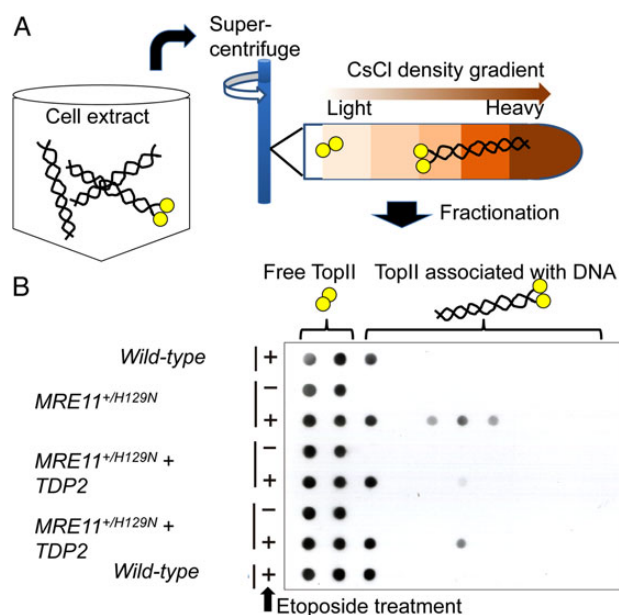 A
Super-
centrifuge
Cell extract
CsCl density gradient
Light Heavy
Fractionation
B
Free TopII TopII associated with DNA
Wild-type +
MRE11+/H129N −
+
MRE11+/H129N + −
TDP2 +
MRE11+/H129N + −
TDP2 +
Wild-type +
Etoposide treatment